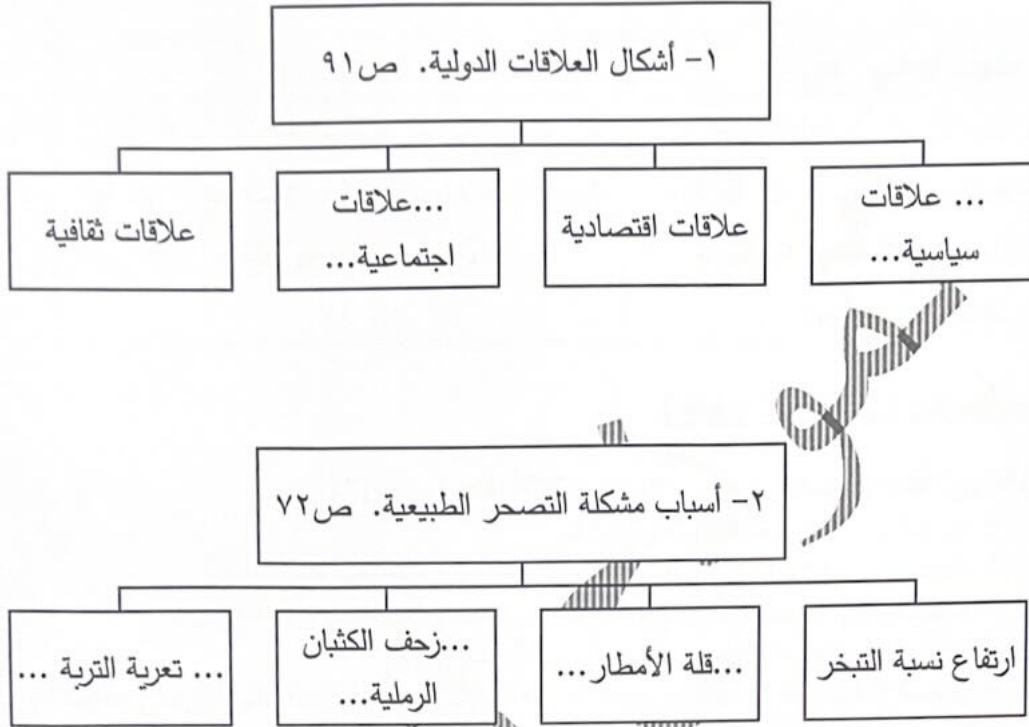 ١- أشكال العلاقات الدولية. ص٩١
... علاقات
سياسية...
علاقات اقتصادية
...علاقات
اجتماعية...
علاقات ثقافية
٢- أسباب مشكلة التصحر الطبيعية. ص٧٢
ارتفاع نسبة التبخر
...قلة الأمطار...
...زحف الكثبان
الرملية...
... تعرية التربة ...